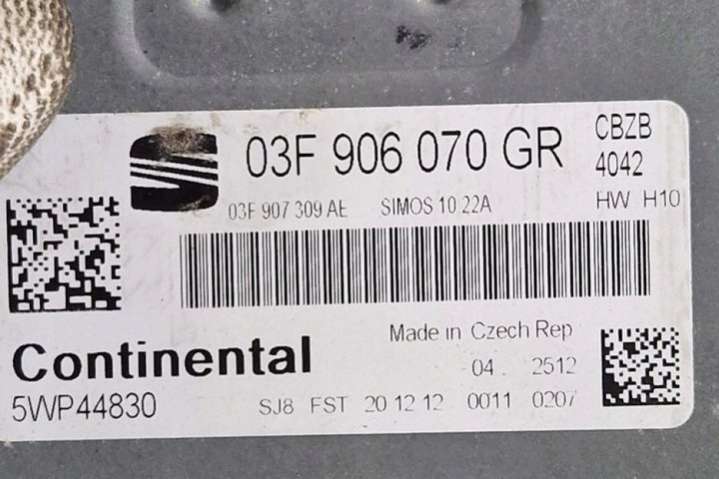 03F 906 070 GR
CBZB
4042
03F 907 309 AE SIMOS 10 22A
HW H10
Made in Czech Rep
Continental
04 2512
5WP44830
SJ8 FST 20 12 12 0011 0207